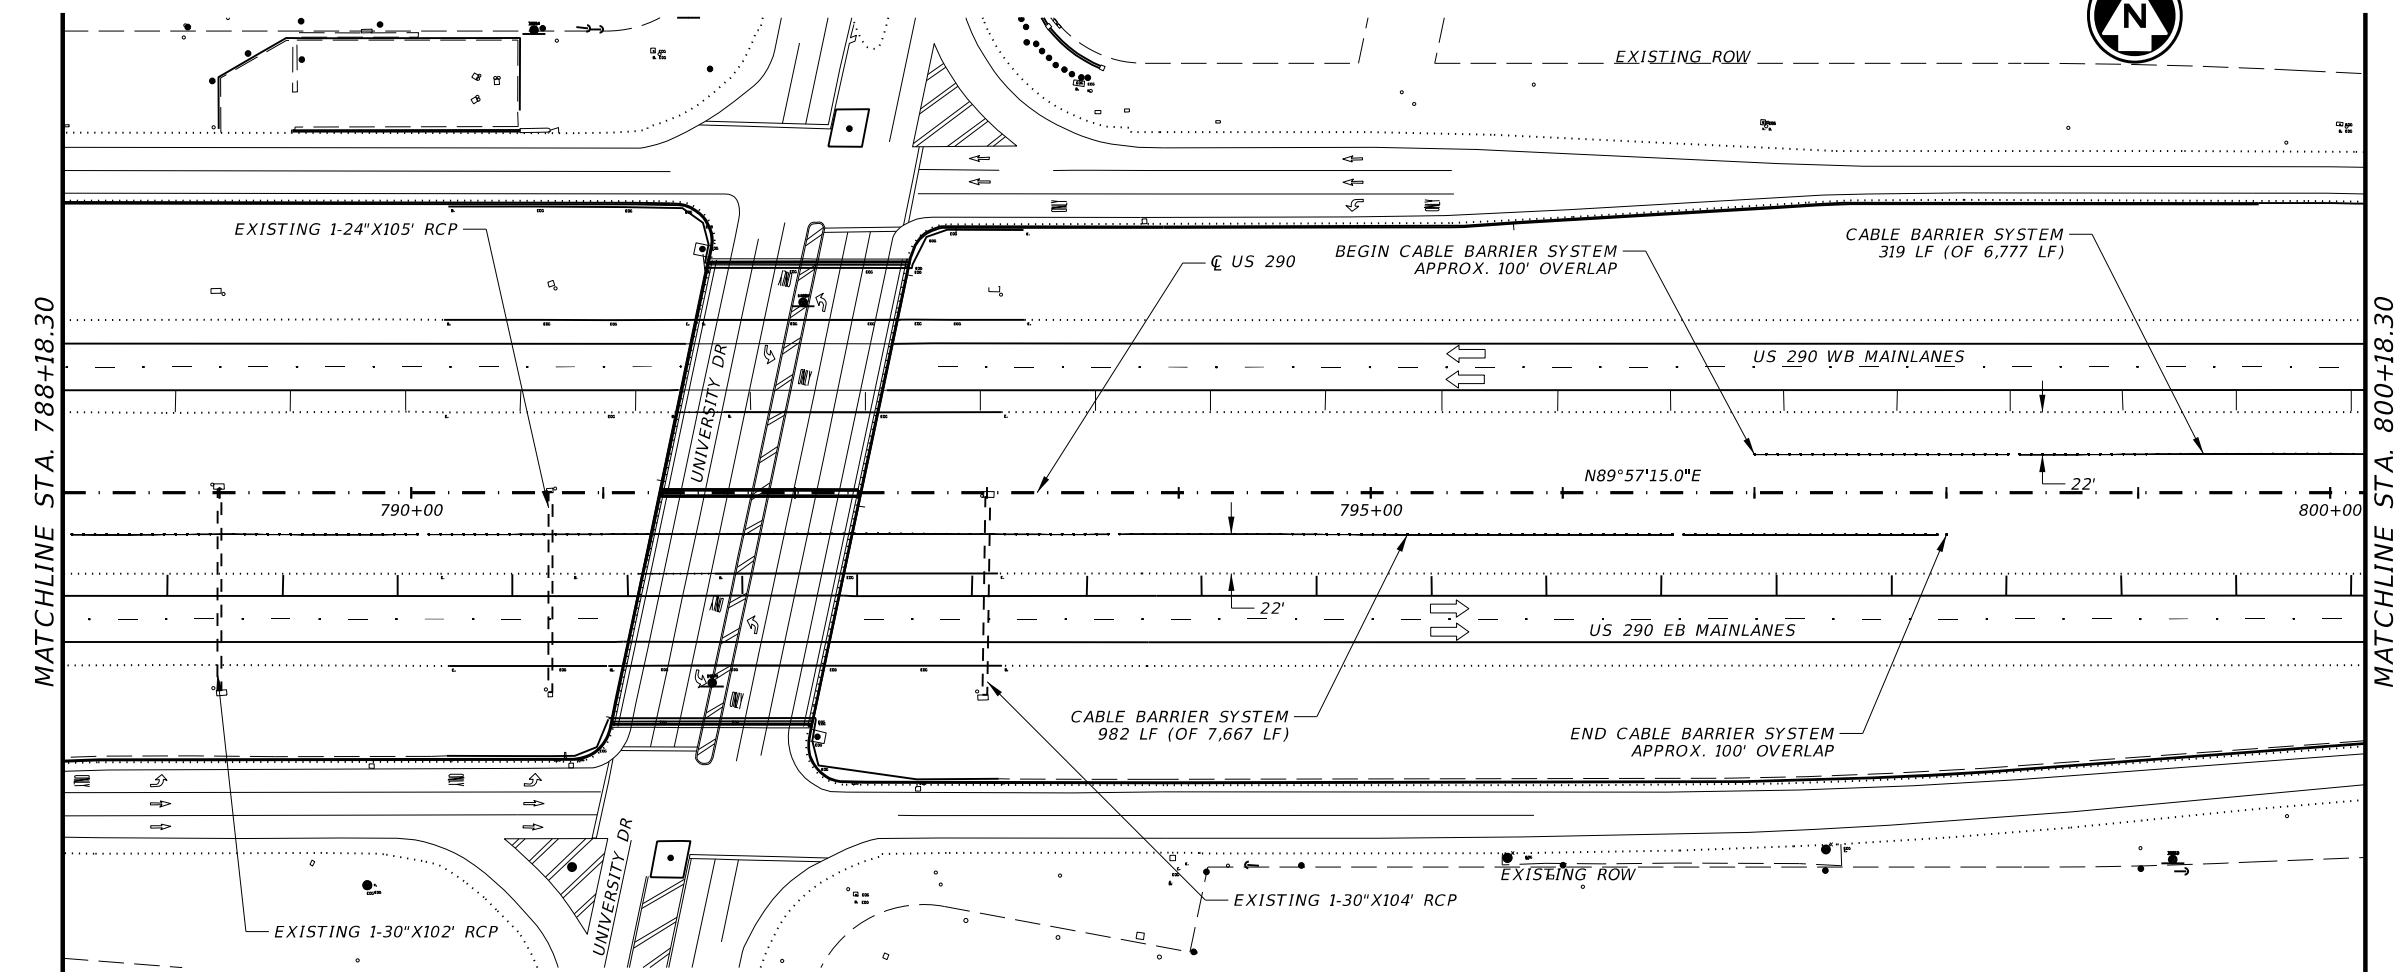 N
EXISTING ROW
EXISTING 1-24"X105' RCP
℄ US 290
BEGIN CABLE BARRIER SYSTEM
APPROX. 100' OVERLAP
CABLE BARRIER SYSTEM
319 LF (OF 6,777 LF)
MATCHLINE STA. 788+18.30
MATCHLINE STA. 800+18.30
UNIVERSITY DR
US 290 WB MAINLANES
N89°57'15.0"E
22'
790+00
795+00
800+00
22'
US 290 EB MAINLANES
CABLE BARRIER SYSTEM
982 LF (OF 7,667 LF)
END CABLE BARRIER SYSTEM
APPROX. 100' OVERLAP
UNIVERSITY DR
EXISTING ROW
EXISTING 1-30"X104' RCP
EXISTING 1-30"X102' RCP